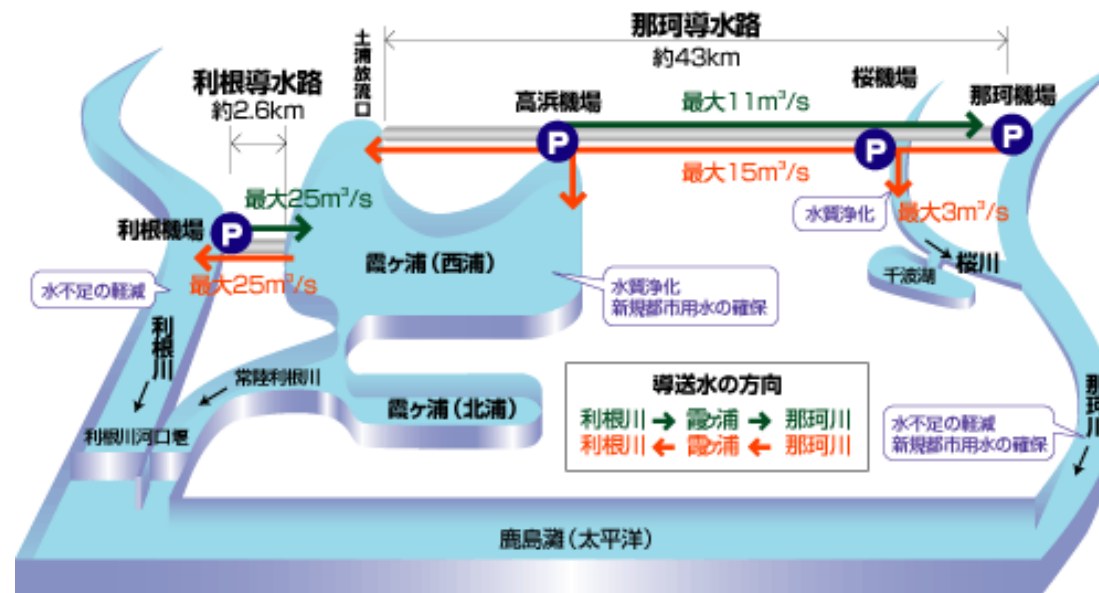 那珂導水路
約43km
土浦放流口
利根導水路
約2.6km
高浜機場
最大11m³/s
桜機場
那珂機場
P
P
P
最大15m³/s
最大25m³/s
利根機場
P
水質浄化
最大3m³/s
霞ヶ浦(西浦)
桜川
千波湖
最大25m³/s
水不足の軽減
水質浄化
新規都市用水の確保
利根川
常陸利根川
導送水の方向
霞ヶ浦(北浦)
利根川→霞ヶ浦→那珂川
利根川←霞ヶ浦←那珂川
那珂川
水不足の軽減
新規都市用水の確保
利根川河口堰
鹿島灘(太平洋)